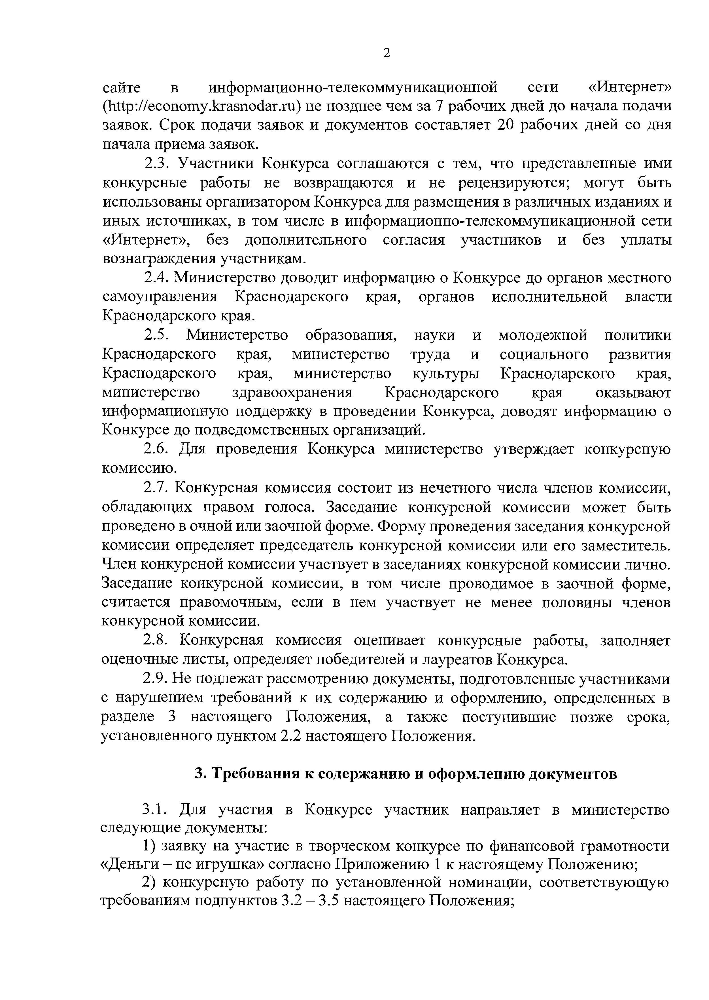 2
сайте в информационно-телекоммуникационной сети «Интернет»
(http://economy.krasnodar.ru) не позднее чем за 7 рабочих дней до начала подачи
заявок. Срок подачи заявок и документов составляет 20 рабочих дней со дня
начала приема заявок.
2.3. Участники Конкурса соглашаются с тем, что представленные ими
конкурсные работы не возвращаются и не рецензируются; могут быть
использованы организатором Конкурса для размещения в различных изданиях и
иных источниках, в том числе в информационно-телекоммуникационной сети
«Интернет», без дополнительного согласия участников и без уплаты
вознаграждения участникам.
2.4. Министерство доводит информацию о Конкурсе до органов местного
самоуправления Краснодарского края, органов исполнительной власти
Краснодарского края.
2.5. Министерство образования, науки и молодежной политики
Краснодарского края, министерство труда и социального развития
Краснодарского края, министерство культуры Краснодарского края,
министерство здравоохранения Краснодарского края оказывают
информационную поддержку в проведении Конкурса, доводят информацию о
Конкурсе до подведомственных организаций.
2.6. Для проведения Конкурса министерство утверждает конкурсную
комиссию.
2.7. Конкурсная комиссия состоит из нечетного числа членов комиссии,
обладающих правом голоса. Заседание конкурсной комиссии может быть
проведено в очной или заочной форме. Форму проведения заседания конкурсной
комиссии определяет председатель конкурсной комиссии или его заместитель.
Член конкурсной комиссии участвует в заседаниях конкурсной комиссии лично.
Заседание конкурсной комиссии, в том числе проводимое в заочной форме,
считается правомочным, если в нем участвует не менее половины членов
конкурсной комиссии.
2.8. Конкурсная комиссия оценивает конкурсные работы, заполняет
оценочные листы, определяет победителей и лауреатов Конкурса.
2.9. Не подлежат рассмотрению документы, подготовленные участниками
с нарушением требований к их содержанию и оформлению, определенных в
разделе 3 настоящего Положения, а также поступившие позже срока,
установленного пунктом 2.2 настоящего Положения.
3. Требования к содержанию и оформлению документов
3.1. Для участия в Конкурсе участник направляет в министерство
следующие документы:
1) заявку на участие в творческом конкурсе по финансовой грамотности
«Деньги – не игрушка» согласно Приложению 1 к настоящему Положению;
2) конкурсную работу по установленной номинации, соответствующую
требованиям подпунктов 3.2 – 3.5 настоящего Положения;